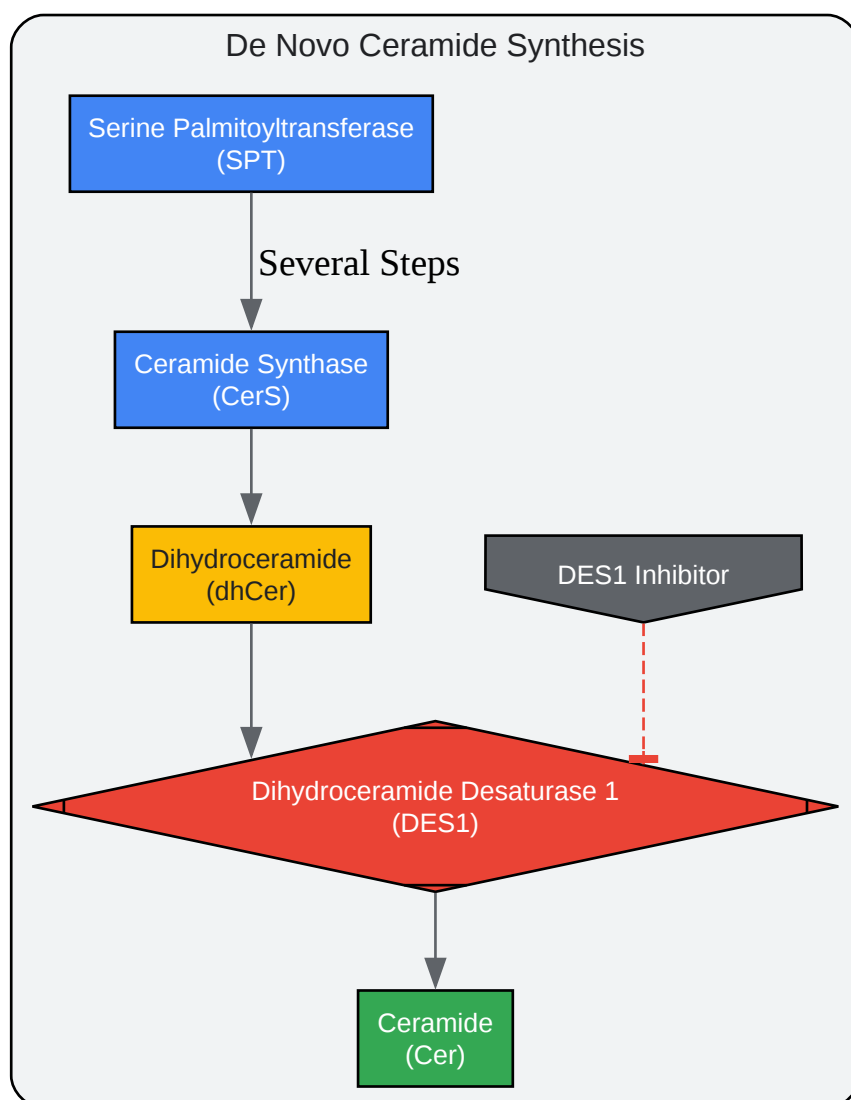 De Novo Ceramide Synthesis
Serine Palmitoyltransferase
(SPT)
Several Steps
Ceramide Synthase
(CerS)
Dihydroceramide
(dhCer)
DES1 Inhibitor
Dihydroceramide Desaturase 1
(DES1)
Ceramide
(Cer)